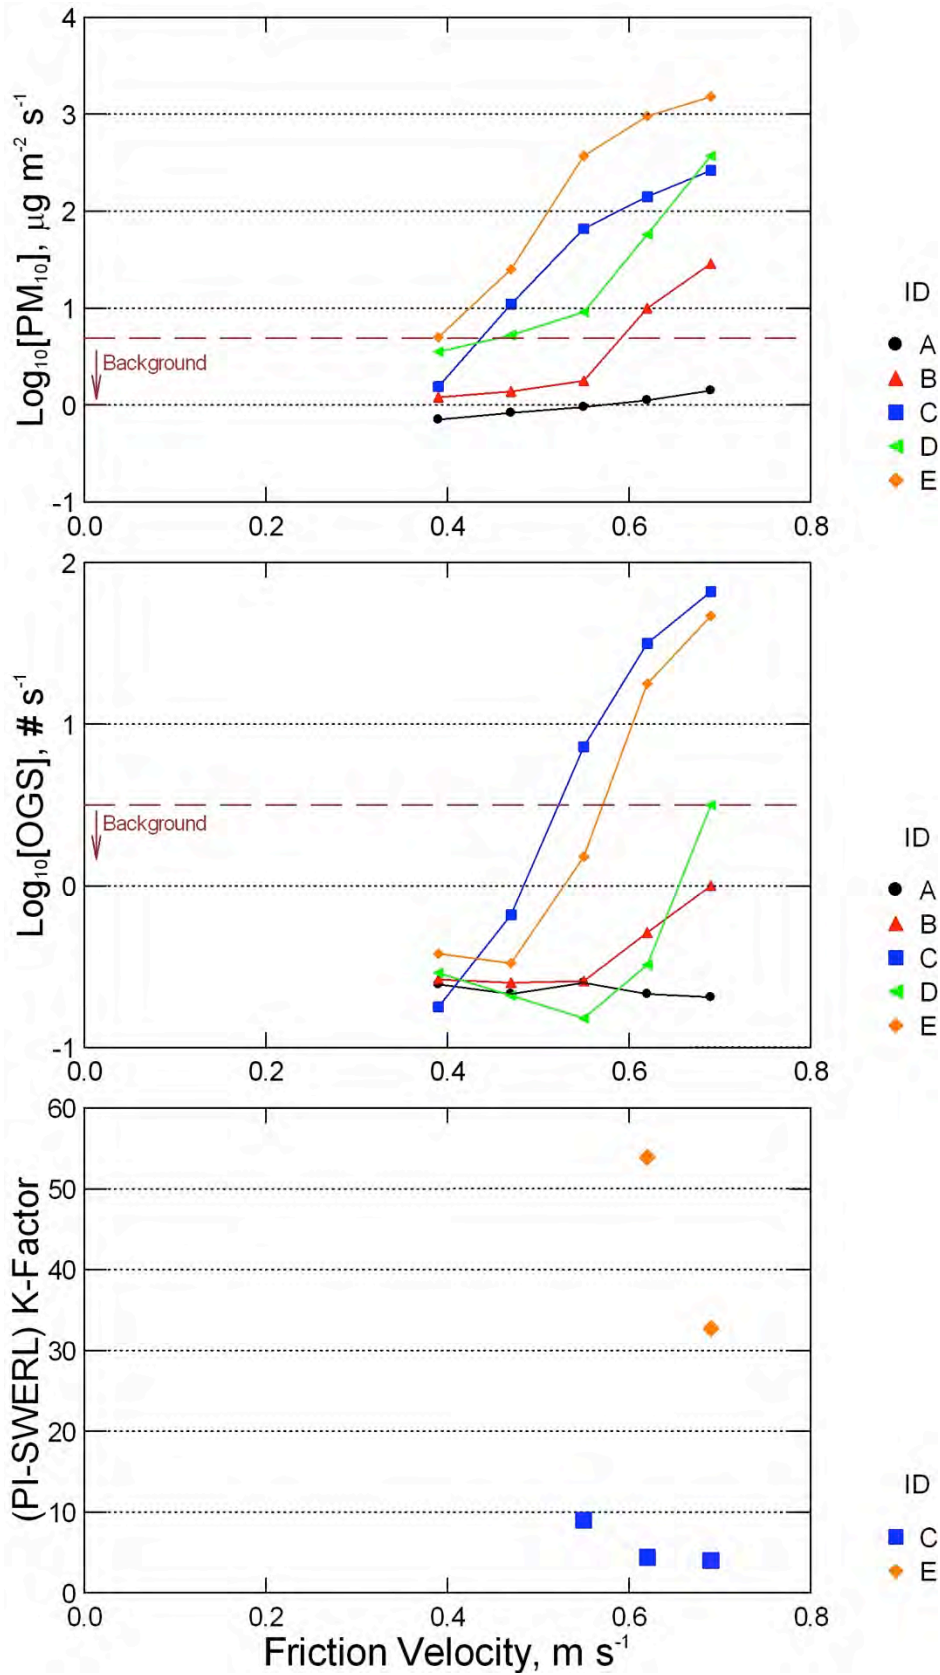 4
3
2
1
0
-1
Log₁₀[PM₁₀], μg m⁻² s⁻¹
Background
0.0 0.2 0.4 0.6 0.8
ID
A
B
C
D
E
2
1
0
-1
Log₁₀[OGS], # s⁻¹
Background
0.0 0.2 0.4 0.6 0.8
ID
A
B
C
D
E
60
50
40
30
20
10
0
(PI-SWERL) K-Factor
0.0 0.2 0.4 0.6 0.8
Friction Velocity, m s⁻¹
ID
C
E